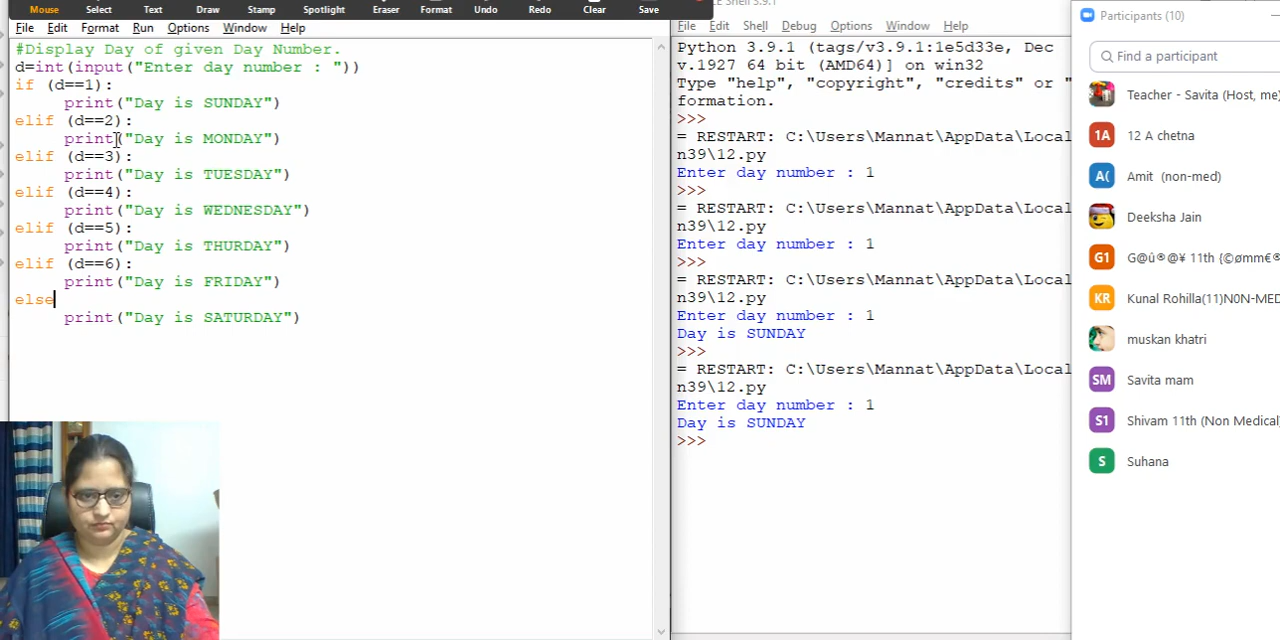 Mouse Select Text Draw Stamp Spotlight Eraser Format Undo Redo Clear Save
File Edit Format Run Options Window Help
#Display Day of given Day Number.
d=int(input("Enter day number : "))
if (d==1):
print("Day is SUNDAY")
elif (d==2):
print("Day is MONDAY")
elif (d==3):
print("Day is TUESDAY")
elif (d==4):
print("Day is WEDNESDAY")
elif (d==5):
print("Day is THURDAY")
elif (d==6):
print("Day is FRIDAY")
else
print("Day is SATURDAY")
File Edit Shell Debug Options Window Help
Python 3.9.1 (tags/v3.9.1:1e5d33e, Dec
v.1927 64 bit (AMD64)] on win32
Type "help", "copyright", "credits" or "
formation.
>>>
= RESTART: C:\Users\Mannat\AppData\Local
n39\12.py
Enter day number : 1
>>>
= RESTART: C:\Users\Mannat\AppData\Local
n39\12.py
Enter day number : 1
>>>
= RESTART: C:\Users\Mannat\AppData\Local
n39\12.py
Enter day number : 1
Day is SUNDAY
>>>
= RESTART: C:\Users\Mannat\AppData\Local
n39\12.py
Enter day number : 1
Day is SUNDAY
>>>
Participants (10)
Find a participant
Teacher - Savita (Host, me)
1A 12 A chetna
A( Amit (non-med)
Deeksha Jain
G1 G@û®@¥ 11th {©ømm€®
KR Kunal Rohilla(11)N0N-MED
muskan khatri
SM Savita mam
S1 Shivam 11th (Non Medical)
S Suhana